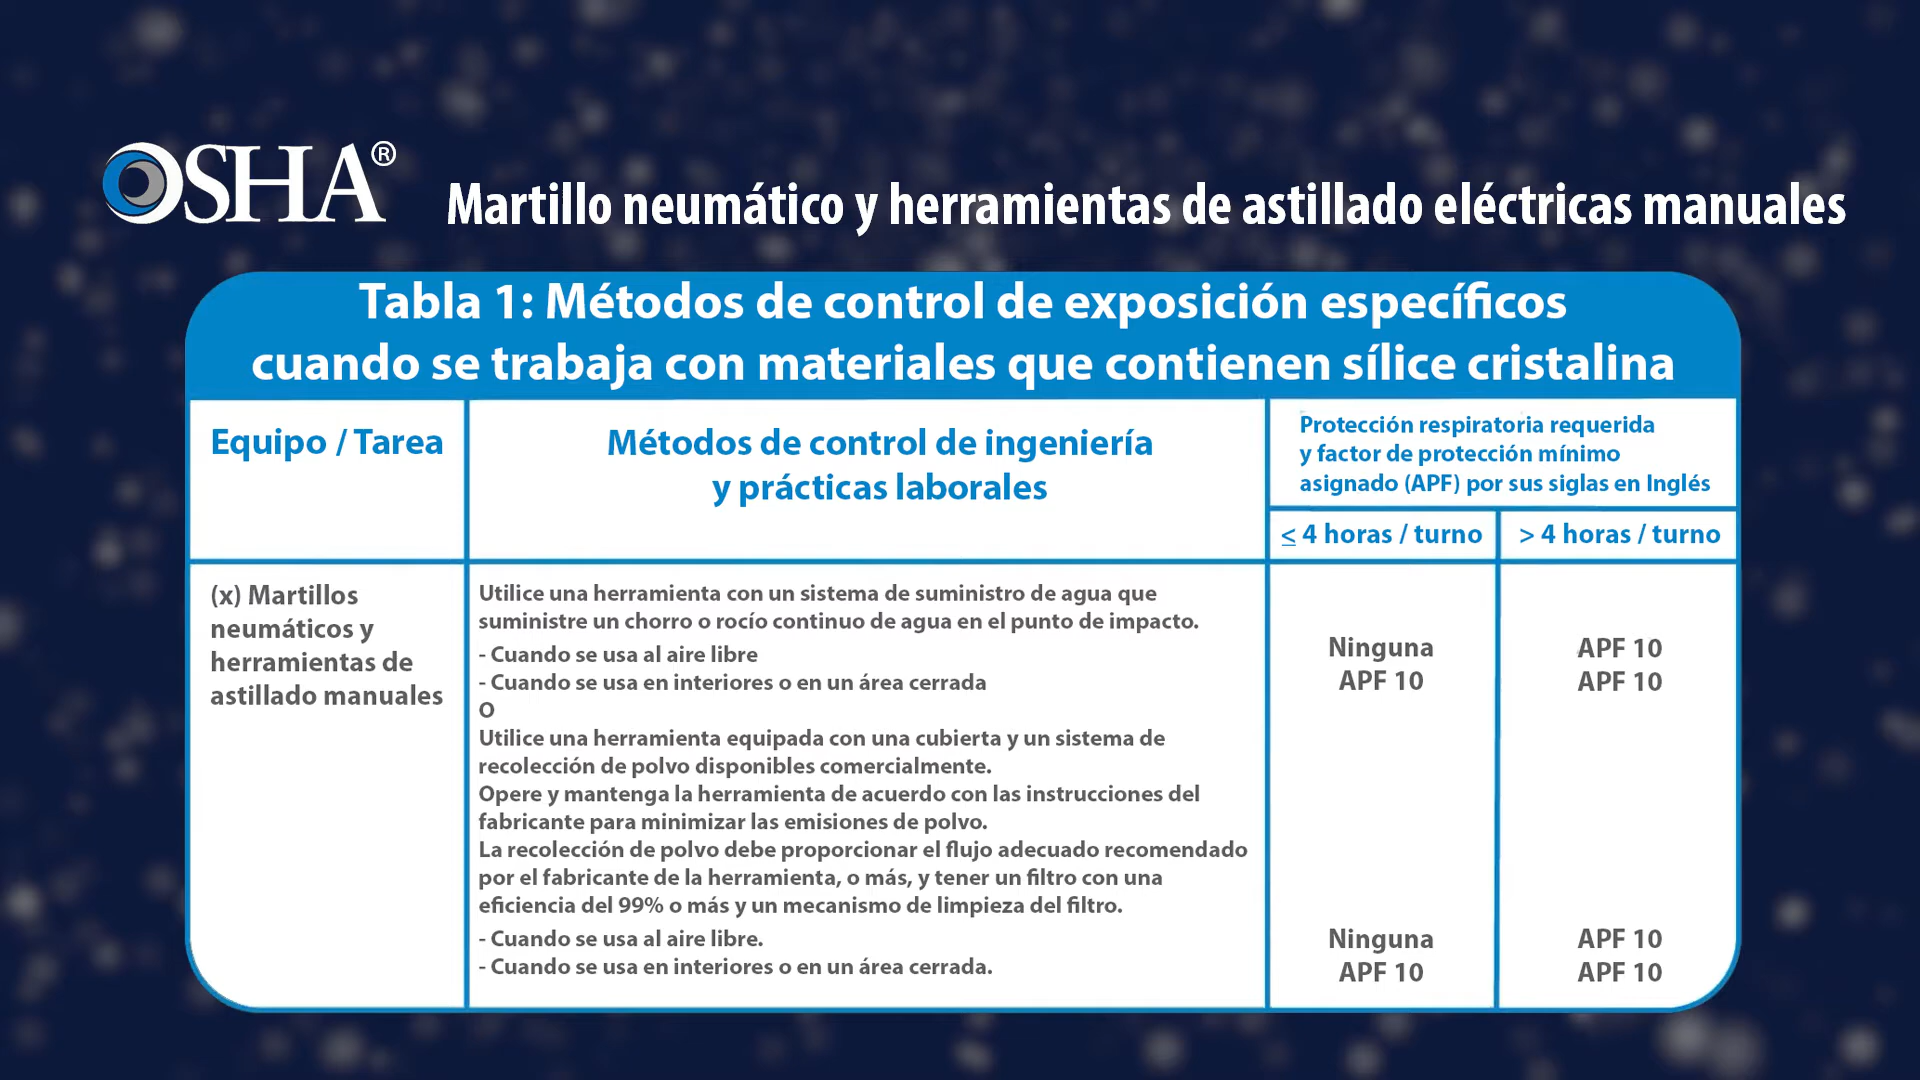 OSHA®
Martillo neumático y herramientas de astillado eléctricas manuales
Tabla 1: Métodos de control de exposición específicos
cuando se trabaja con materiales que contienen sílice cristalina
Equipo / Tarea
Métodos de control de ingeniería
y prácticas laborales
Protección respiratoria requerida
y factor de protección mínimo
asignado (APF) por sus siglas en Inglés
≤ 4 horas / turno
> 4 horas / turno
(x) Martillos
neumáticos y
herramientas de
astillado manuales
Utilice una herramienta con un sistema de suministro de agua que
suministre un chorro o rocío continuo de agua en el punto de impacto.
- Cuando se usa al aire libre
- Cuando se usa en interiores o en un área cerrada
O
Utilice una herramienta equipada con una cubierta y un sistema de
recolección de polvo disponibles comercialmente.
Opere y mantenga la herramienta de acuerdo con las instrucciones del
fabricante para minimizar las emisiones de polvo.
La recolección de polvo debe proporcionar el flujo adecuado recomendado
por el fabricante de la herramienta, o más, y tener un filtro con una
eficiencia del 99% o más y un mecanismo de limpieza del filtro.
- Cuando se usa al aire libre.
- Cuando se usa en interiores o en un área cerrada.
Ninguna
APF 10
Ninguna
APF 10
APF 10
APF 10
APF 10
APF 10